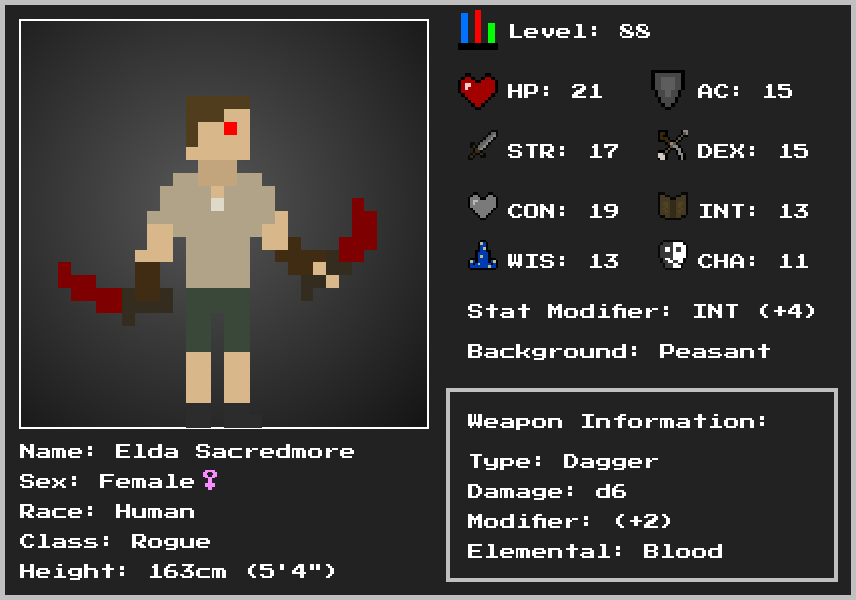 Level: 88
HP: 21 AC: 15
STR: 17 DEX: 15
CON: 19 INT: 13
WIS: 13 CHA: 11
Stat Modifier: INT (+4)
Background: Peasant
Weapon Information:
Type: Dagger
Damage: d6
Modifier: (+2)
Elemental: Blood
Name: Elda Sacredmore
Sex: Female♀
Race: Human
Class: Rogue
Height: 163cm (5'4")